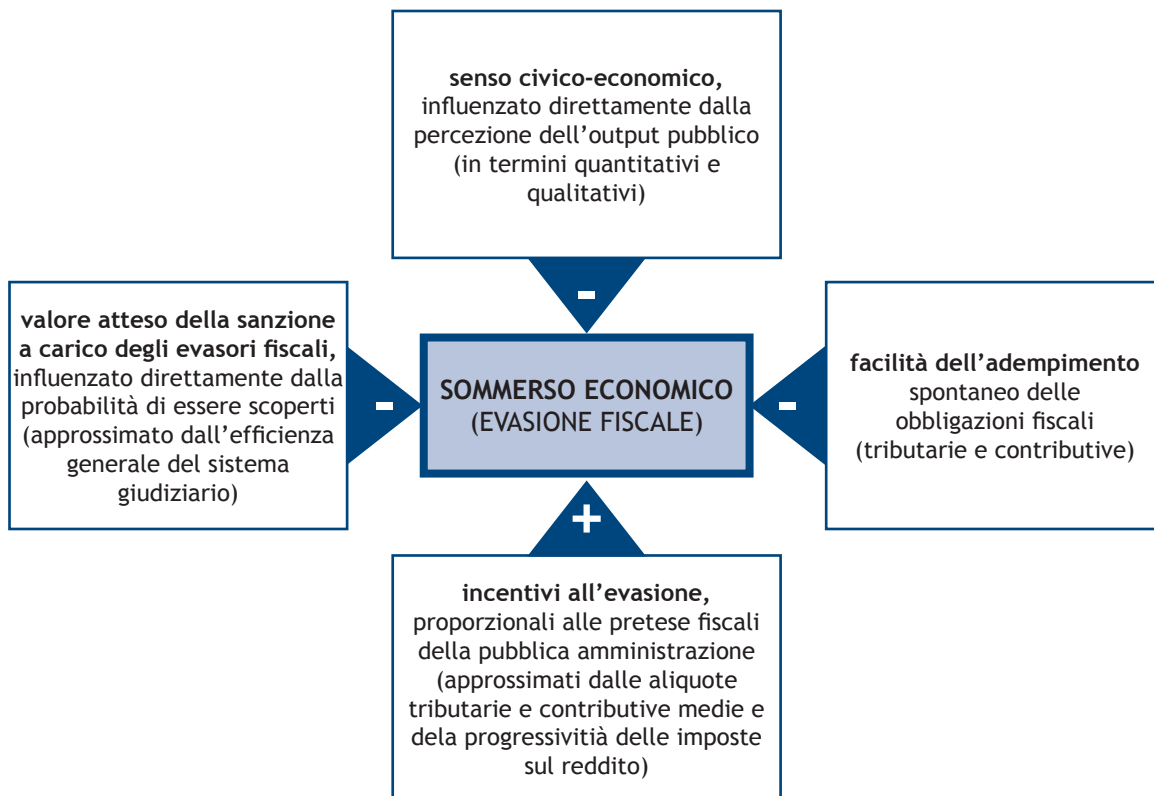 senso civico-economico,
influenzato direttamente dalla
percezione dell’output pubblico
(in termini quantitativi e
qualitativi)
-
valore atteso della sanzione
a carico degli evasori fiscali,
influenzato direttamente dalla
probabilità di essere scoperti
(approssimato dall’efficienza
generale del sistema
giudiziario)
-
SOMMERSO ECONOMICO
(EVASIONE FISCALE)
-
facilità dell’adempimento
spontaneo delle
obbligazioni fiscali
(tributarie e contributive)
+
incentivi all’evasione,
proporzionali alle pretese fiscali
della pubblica amministrazione
(approssimati dalle aliquote
tributarie e contributive medie e
dela progressivitià delle imposte
sul reddito)